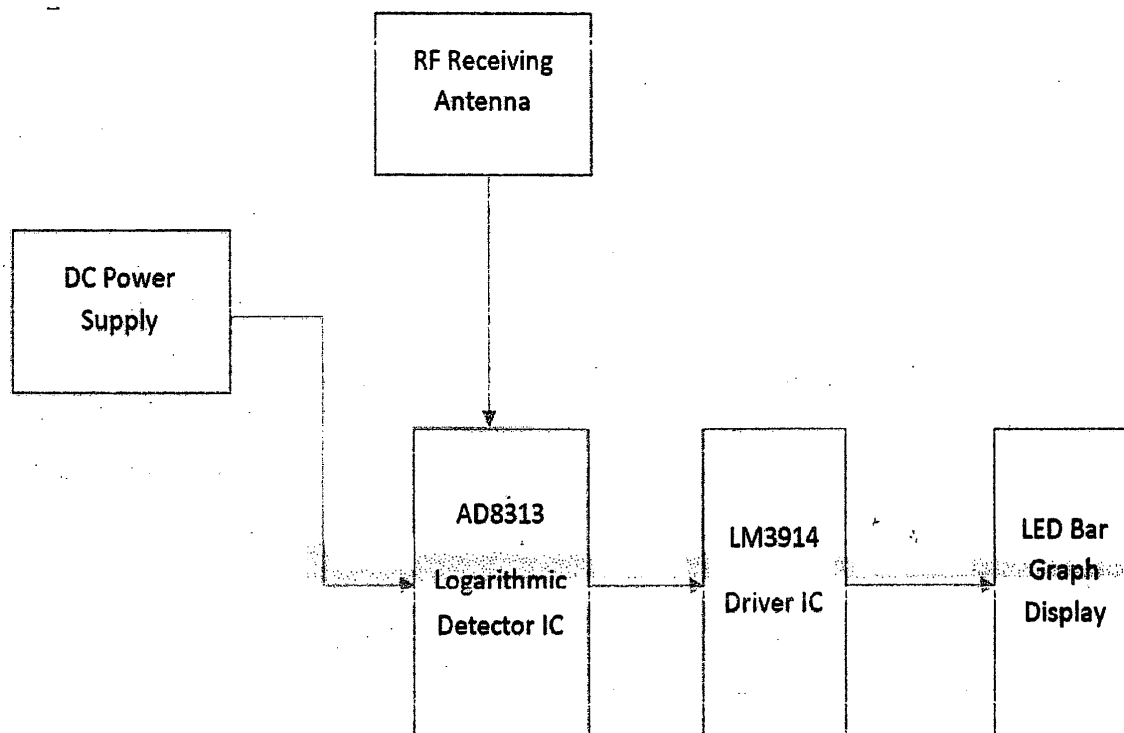 RF Receiving
Antenna
DC Power
Supply
AD8313
Logarithmic
Detector IC
LM3914
Driver IC
LED Bar
Graph
Display